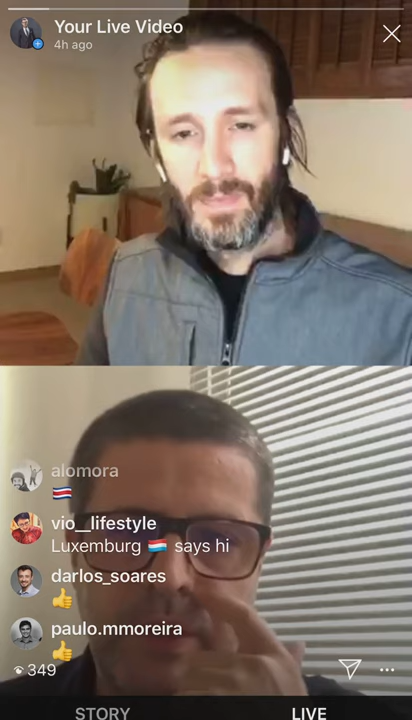 Your Live Video
4h ago
alomora
🇨🇷
vio__lifestyle
Luxemburg 🇱🇺 says hi
darlos_soares
👍
paulo.mmoreira
👍
349
STORY
LIVE